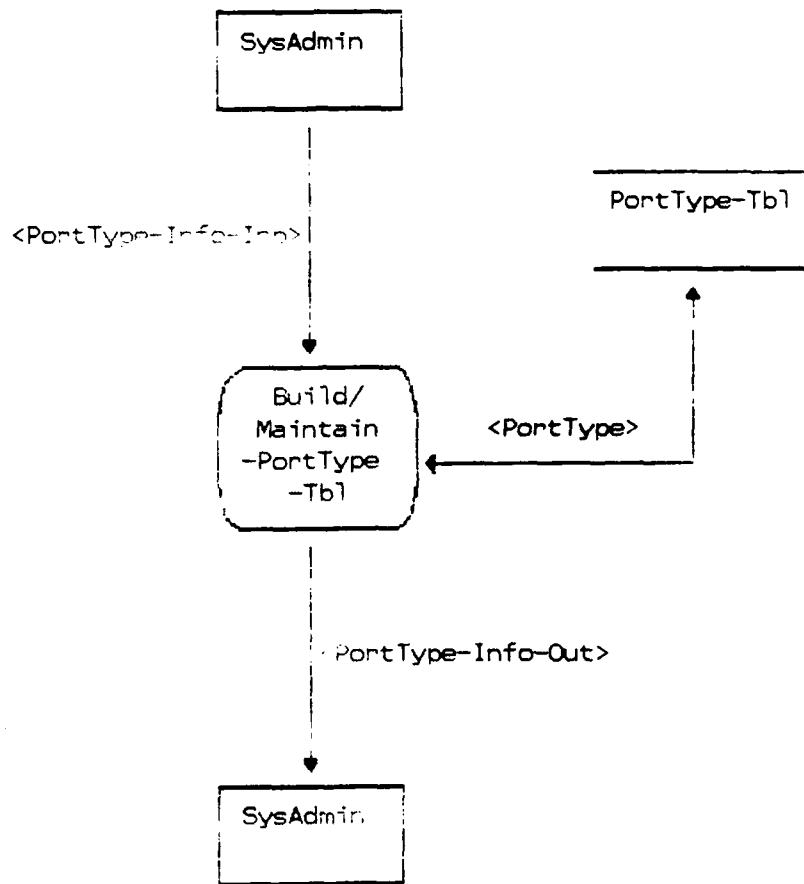 SysAdmin
PortType-Tbl
<PortType-Info-Inp>
Build/
Maintain
-PortType
-Tbl
<PortType>
<PortType-Info-Out>
SysAdmin